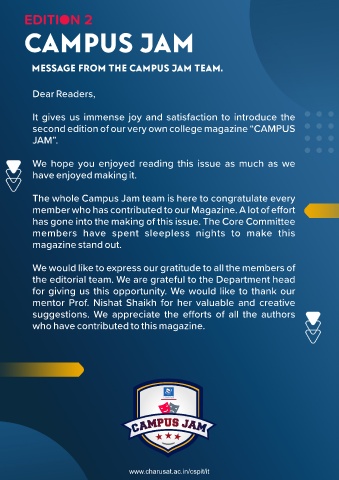 EDITION 2
CAMPUS JAM
MESSAGE FROM THE CAMPUS JAM TEAM.
Dear Readers,
It gives us immense joy and satisfaction to introduce the
second edition of our very own college magazine “CAMPUS
JAM”.
We hope you enjoyed reading this issue as much as we
have enjoyed making it.
The whole Campus Jam team is here to congratulate every
member who has contributed to our Magazine. A lot of effort
has gone into the making of this issue. The Core Committee
members have spent sleepless nights to make this
magazine stand out.
We would like to express our gratitude to all the members of
the editorial team. We are grateful to the Department head
for giving us this opportunity. We would like to thank our
mentor Prof. Nishat Shaikh for her valuable and creative
suggestions. We appreciate the efforts of all the authors
who have contributed to this magazine.
CAMPUS JAM
www.charusat.ac.in/cspit/it